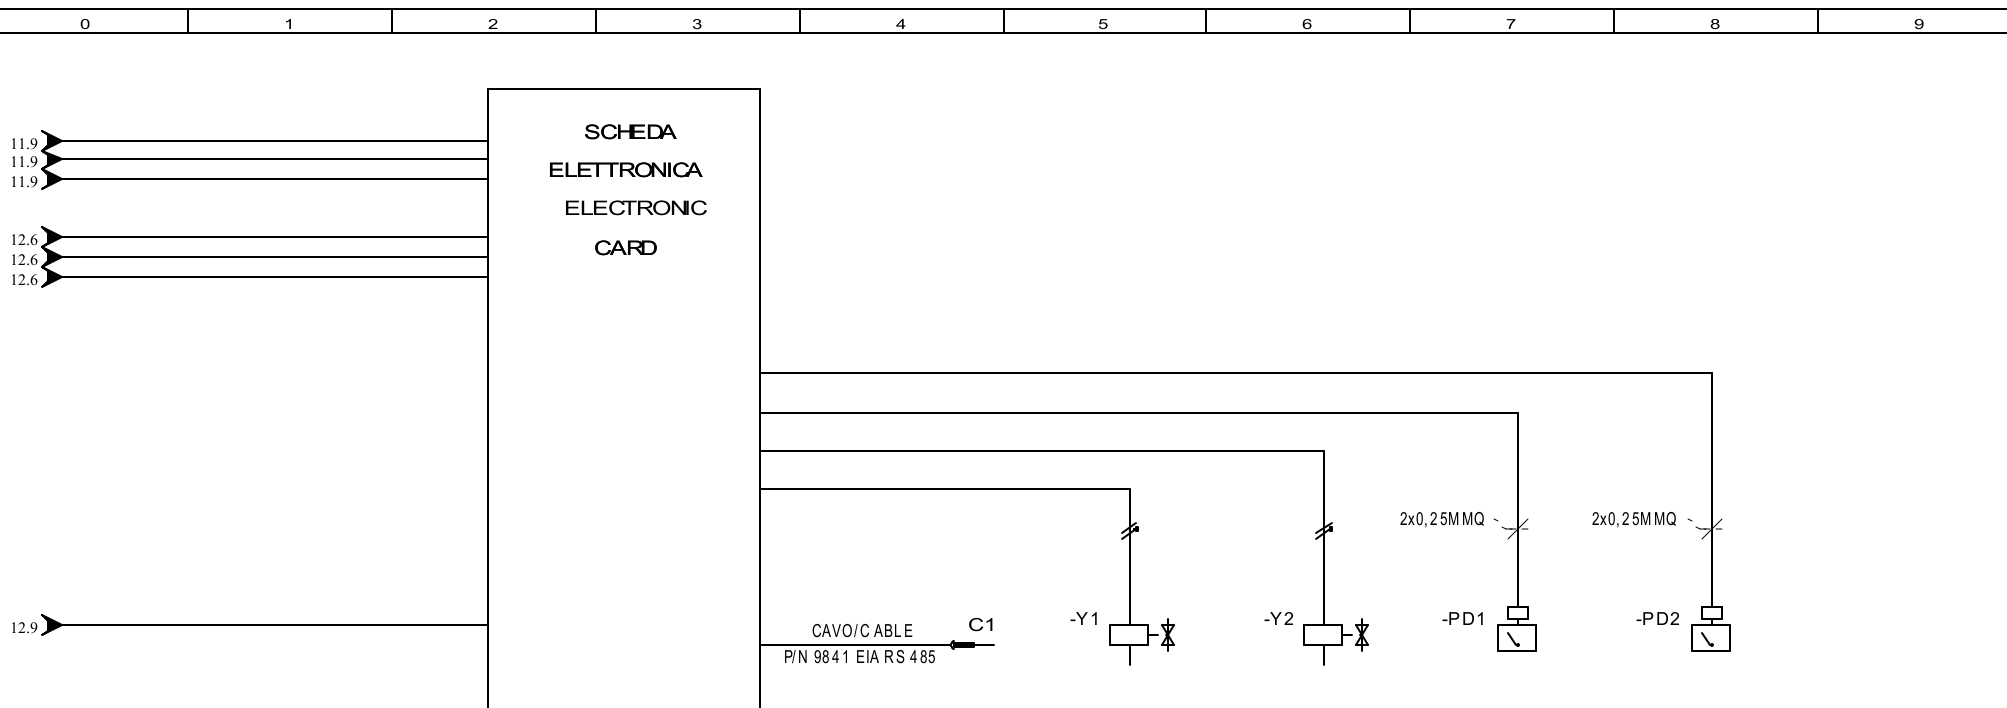 0 1 2 3 4 5 6 7 8 9
SCHEDA
ELETTRONICA
ELECTRONIC
CARD
11.9
11.9
11.9
12.6
12.6
12.6
2x0,25MMQ 2x0,25MMQ
12.9
CAVO/CABLE C1 -Y1 -Y2 -PD1 -PD2
P/N 9841 EIA RS 485